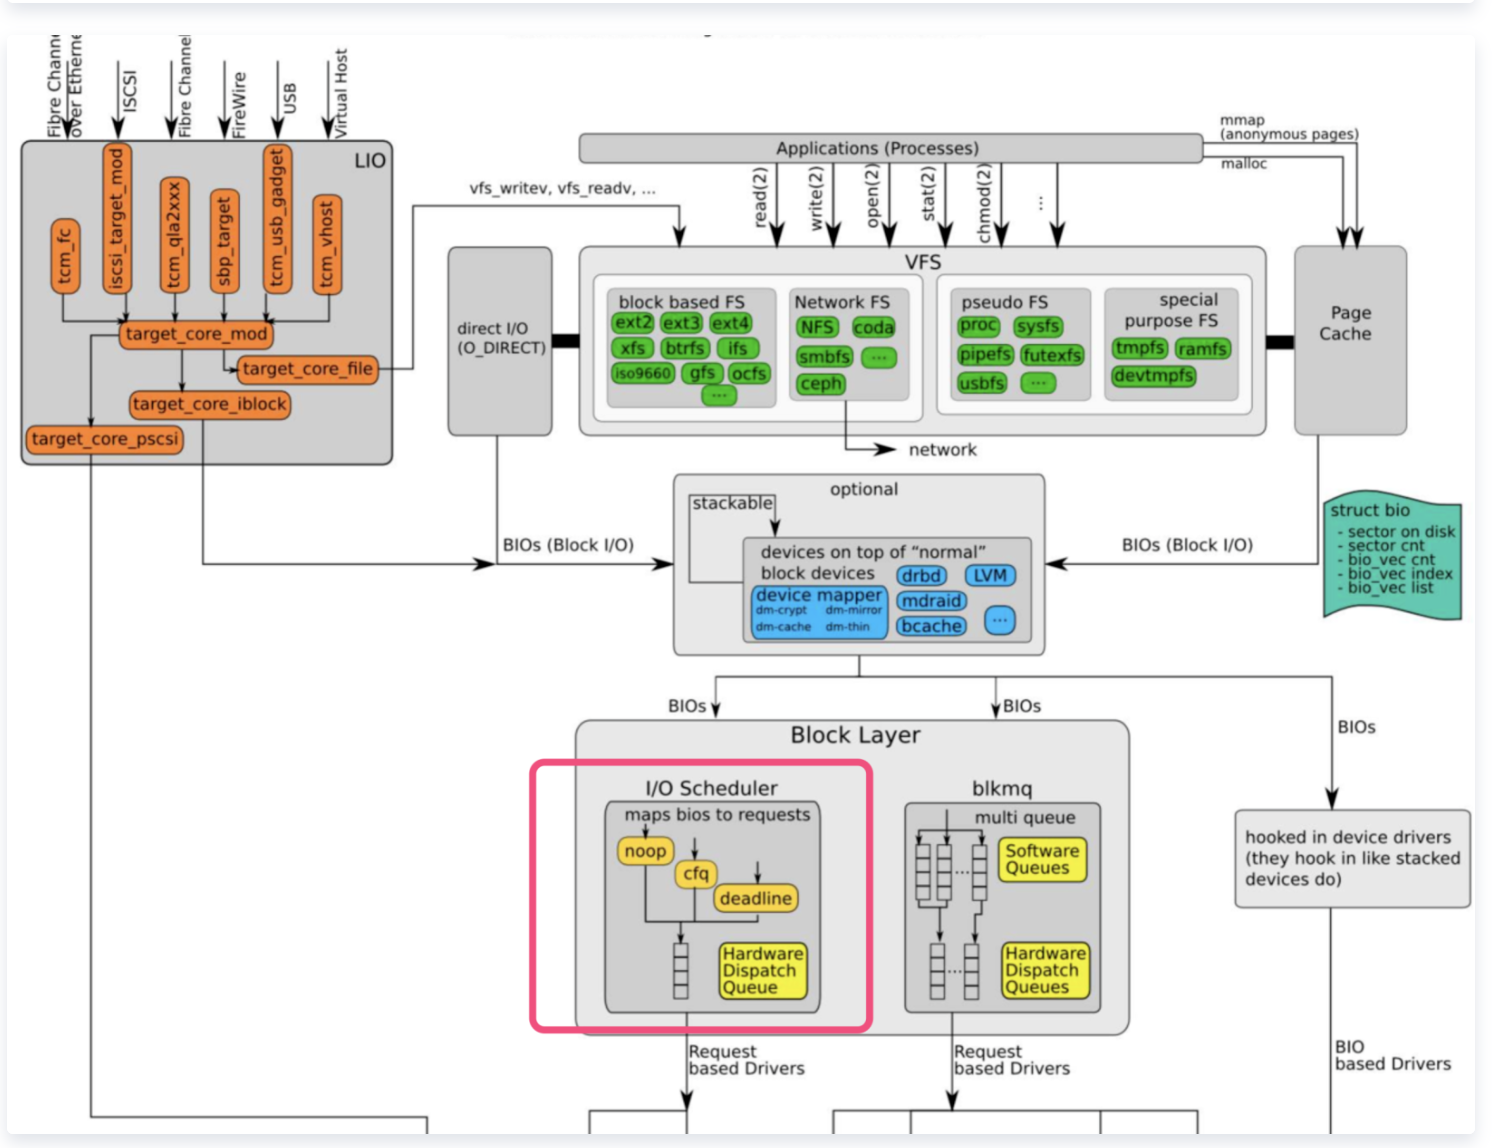 Fibre Channel
over Ethernet
ISCSI
Fibre Channel
FireWire
USB
Virtual Host
LIO
tcm_fc
iscsi_target_mod
tcm_qla2xxx
sbp_target
tcm_usb_gadget
tcm_vhost
target_core_mod
target_core_file
target_core_iblock
target_core_pscsi
Applications (Processes)
mmap
(anonymous pages)
malloc
vfs_writev, vfs_readv, ...
read(2)
write(2)
open(2)
stat(2)
chmod(2)
...
VFS
direct I/O
(O_DIRECT)
block based FS
ext2 ext3 ext4
xfs btrfs ifs
iso9660 gfs ocfs
...
Network FS
NFS coda
smbfs ...
ceph
pseudo FS
proc sysfs
pipefs futexfs
usbfs ...
special
purpose FS
tmpfs ramfs
devtmpfs
Page
Cache
network
optional
stackable
BIOs (Block I/O)
BIOs (Block I/O)
devices on top of “normal”
block devices
drbd LVM
device mapper
dm-crypt dm-mirror
dm-cache dm-thin
mdraid
bcache
...
struct bio
- sector on disk
- sector cnt
- bio_vec cnt
- bio_vec index
- bio_vec list
BIOs
BIOs
BIOs
Block Layer
I/O Scheduler
maps bios to requests
noop
cfq
deadline
Hardware
Dispatch
Queue
blkmq
multi queue
Software
Queues
Hardware
Dispatch
Queues
hooked in device drivers
(they hook in like stacked
devices do)
Request
based Drivers
Request
based Drivers
BIO
based Drivers